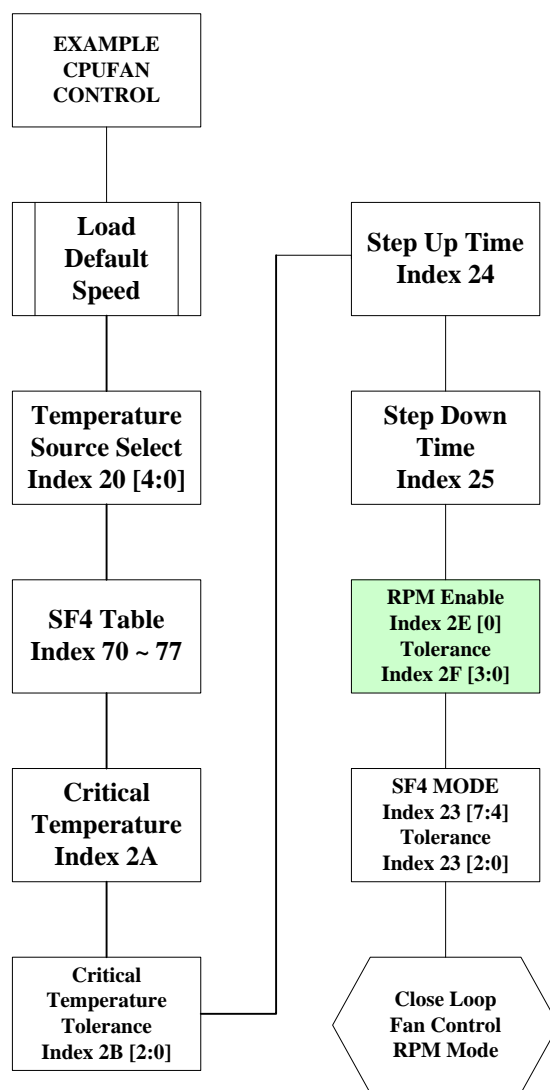 EXAMPLE
CPUFAN
CONTROL
Load
Default
Speed
Temperature
Source Select
Index 20 [4:0]
SF4 Table
Index 70 ~ 77
Critical
Temperature
Index 2A
Critical
Temperature
Tolerance
Index 2B [2:0]
Step Up Time
Index 24
Step Down
Time
Index 25
RPM Enable
Index 2E [0]
Tolerance
Index 2F [3:0]
SF4 MODE
Index 23 [7:4]
Tolerance
Index 23 [2:0]
Close Loop
Fan Control
RPM Mode